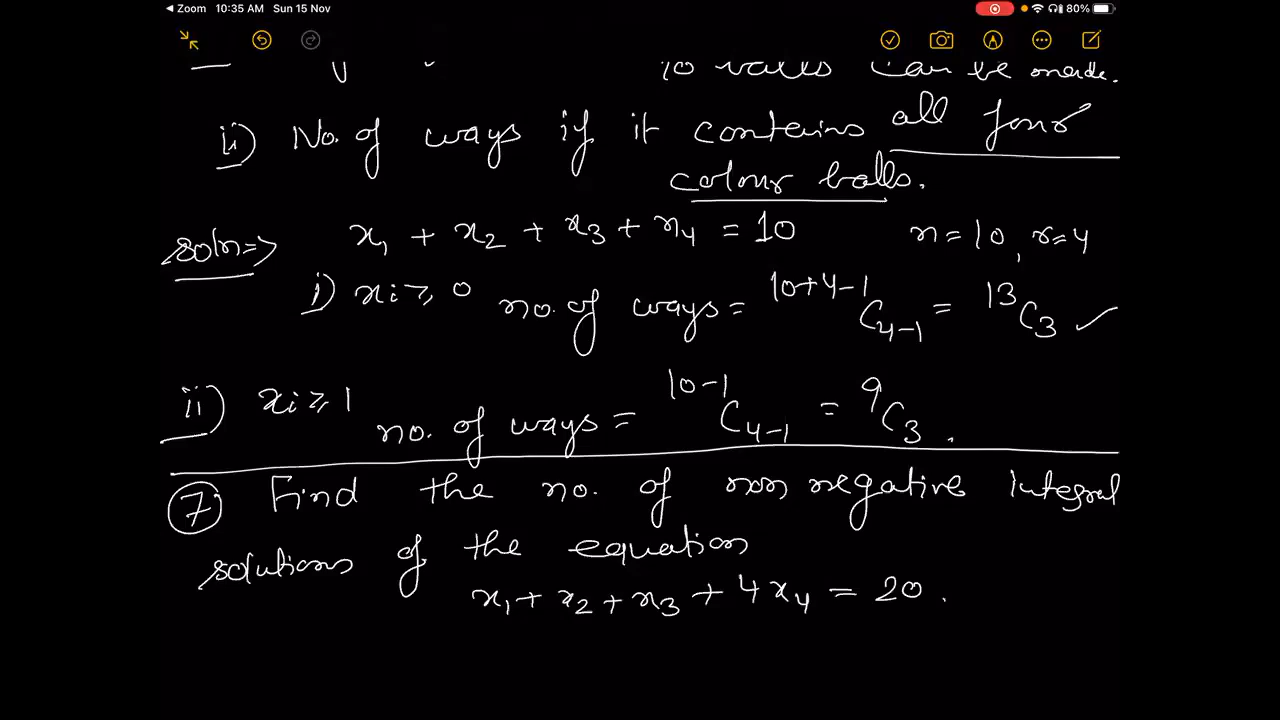 Zoom 10:35 AM Sun 15 Nov 80%
10 balls can be made.
ii) No. of ways if it contains all four
colour balls.
soln=> x₁ + x₂ + x₃ + x₄ = 10 n=10, r=4
i) xi ≥ 0 no. of ways = ¹⁰⁺⁴⁻¹C₄₋₁ = ¹³C₃ ✓
ii) xi ≥ 1 no. of ways = ¹⁰⁻¹C₄₋₁ = ⁹C₃.
⑦ Find the no. of non negative integral
solutions of the equation
x₁ + x₂ + x₃ + 4x₄ = 20.